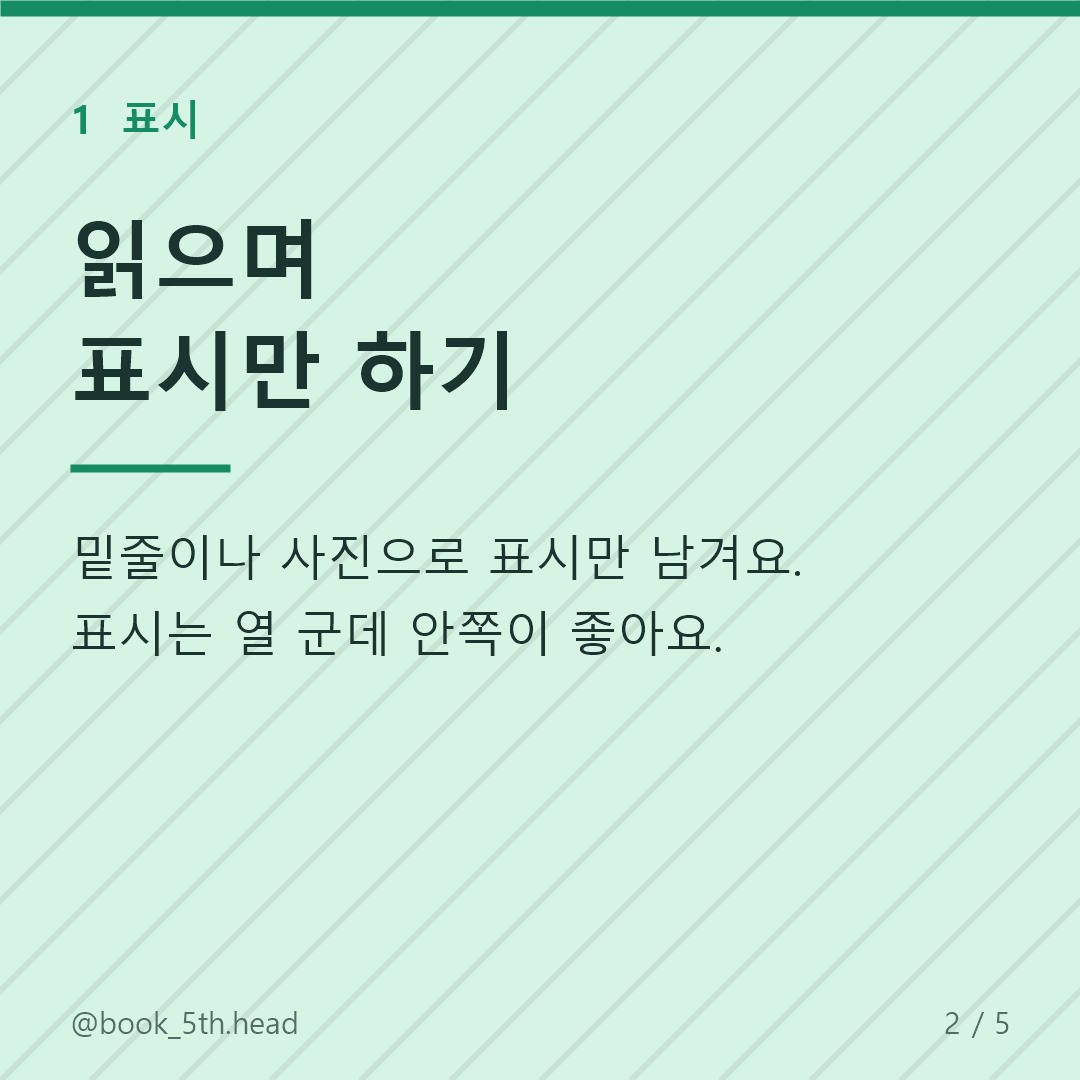 1 표시
읽으며
표시만 하기
밑줄이나 사진으로 표시만 남겨요.
표시는 열 군데 안쪽이 좋아요.
@book_5th.head
2 / 5